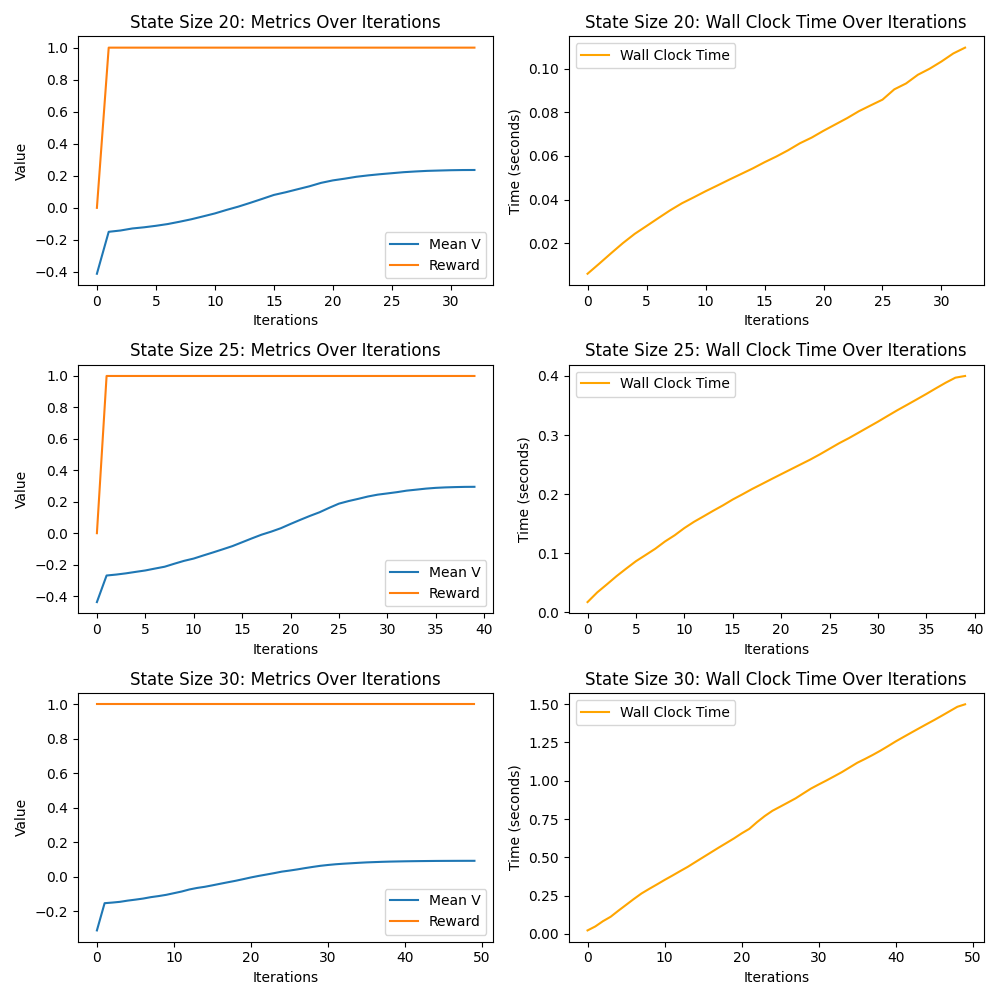 State Size 20: Metrics Over Iterations
1.0
0.8
0.6
0.4
0.2
0.0
−0.2
−0.4
Value
Mean V
Reward
0 5 10 15 20 25 30
Iterations
State Size 20: Wall Clock Time Over Iterations
Wall Clock Time
0.10
0.08
0.06
0.04
0.02
Time (seconds)
0 5 10 15 20 25 30
Iterations
State Size 25: Metrics Over Iterations
1.0
0.8
0.6
0.4
0.2
0.0
−0.2
−0.4
Value
Mean V
Reward
0 5 10 15 20 25 30 35 40
Iterations
State Size 25: Wall Clock Time Over Iterations
Wall Clock Time
0.4
0.3
0.2
0.1
0.0
Time (seconds)
0 5 10 15 20 25 30 35 40
Iterations
State Size 30: Metrics Over Iterations
1.0
0.8
0.6
0.4
0.2
0.0
−0.2
Value
Mean V
Reward
0 10 20 30 40 50
Iterations
State Size 30: Wall Clock Time Over Iterations
Wall Clock Time
1.50
1.25
1.00
0.75
0.50
0.25
0.00
Time (seconds)
0 10 20 30 40 50
Iterations